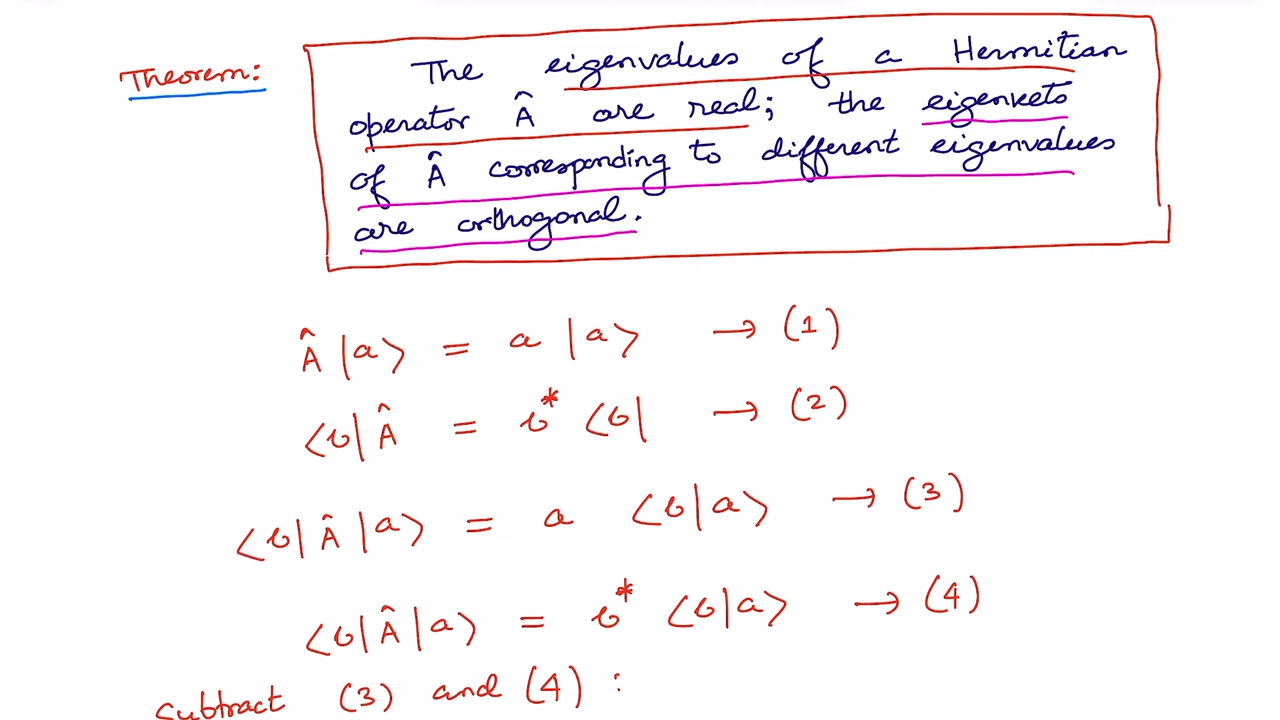 Theorem:
The eigenvalues of a Hermitian
operator Â are real; the eigenkets
of Â corresponding to different eigenvalues
are orthogonal.
Â |a⟩ = a |a⟩ → (1)
⟨b| Â = b* ⟨b| → (2)
⟨b| Â |a⟩ = a ⟨b|a⟩ → (3)
⟨b| Â |a⟩ = b* ⟨b|a⟩ → (4)
Subtract (3) and (4) :